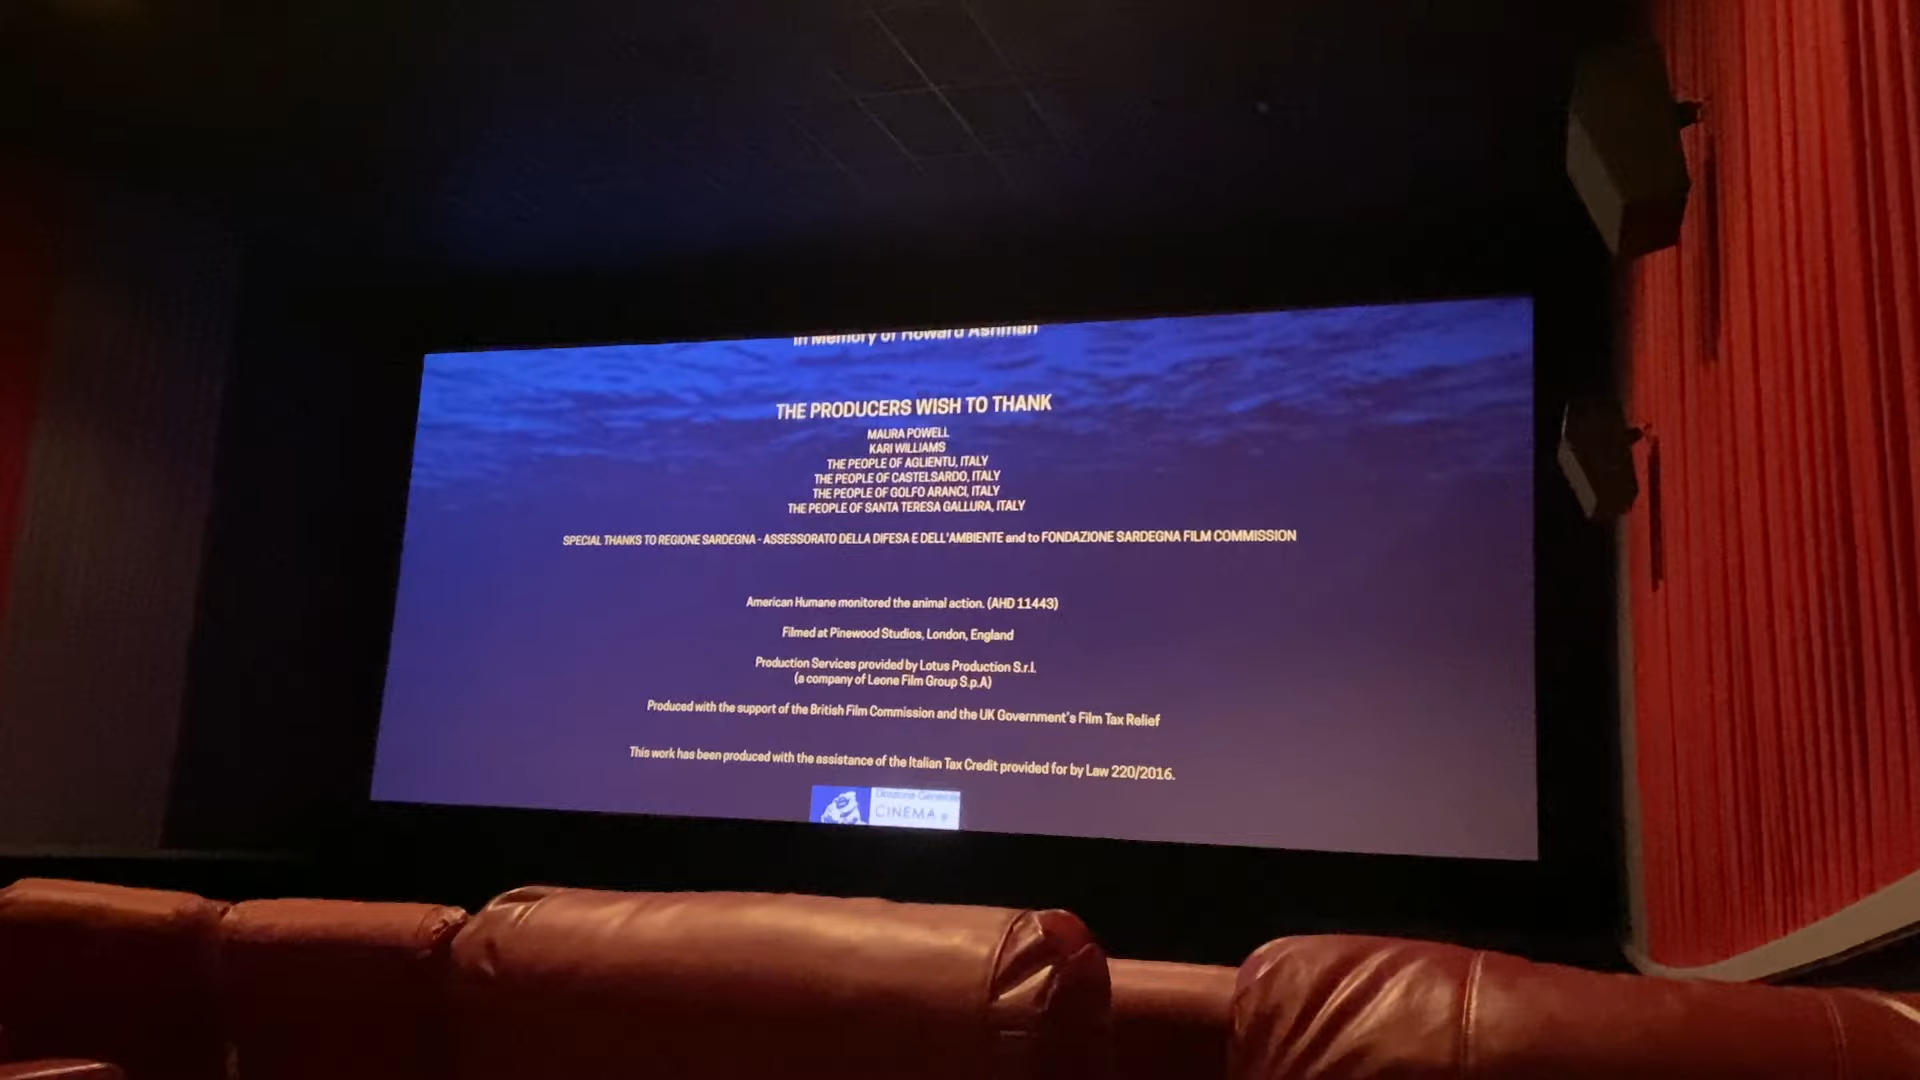 In Memory of Howard Ashman
THE PRODUCERS WISH TO THANK
MAURA POWELL
KARI WILLIAMS
THE PEOPLE OF AGLIENTU, ITALY
THE PEOPLE OF CASTELSARDO, ITALY
THE PEOPLE OF GOLFO ARANCI, ITALY
THE PEOPLE OF SANTA TERESA GALLURA, ITALY
SPECIAL THANKS TO REGIONE SARDEGNA - ASSESSORATO DELLA DIFESA E DELL'AMBIENTE and to FONDAZIONE SARDEGNA FILM COMMISSION
American Humane monitored the animal action. (AHD 11443)
Filmed at Pinewood Studios, London, England
Production Services provided by Lotus Production S.r.l.
(a company of Leone Film Group S.p.A)
Produced with the support of the British Film Commission and the UK Government's Film Tax Relief
This work has been produced with the assistance of the Italian Tax Credit provided for by Law 220/2016.
CINEMA e